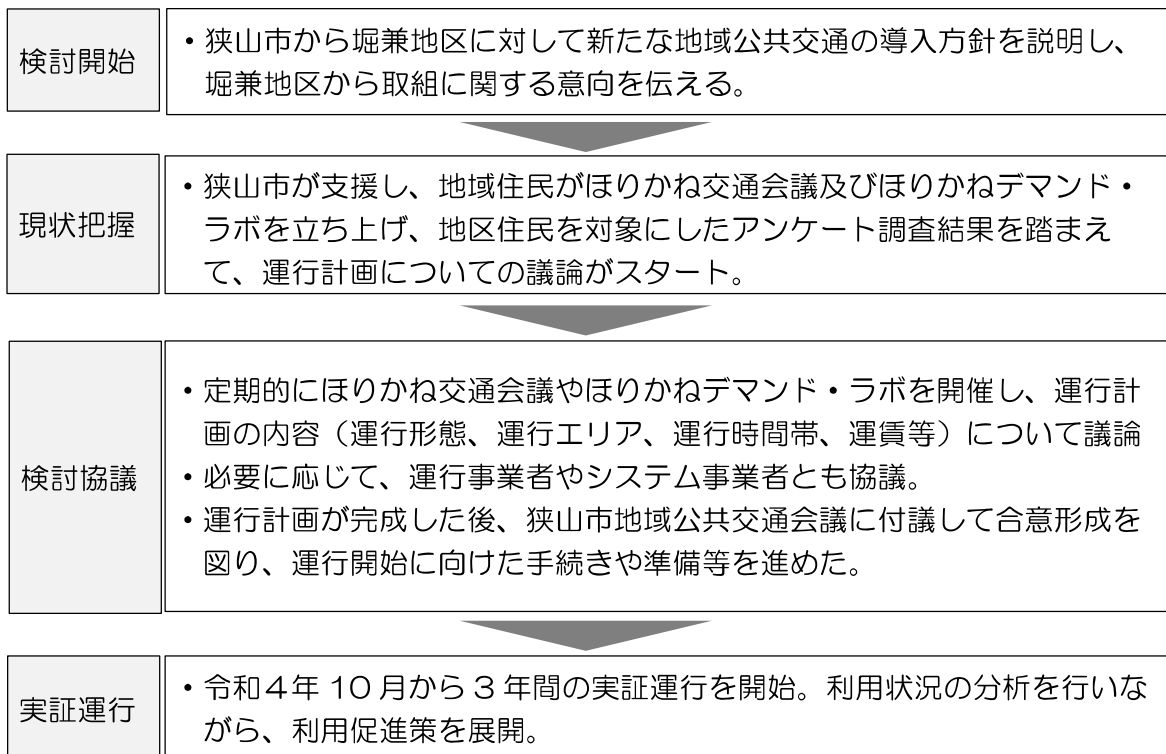 検討開始
・狭山市から堀兼地区に対して新たな地域公共交通の導入方針を説明し、
堀兼地区から取組に関する意向を伝える。
現状把握
・狭山市が支援し、地域住民がほりかね交通会議及びほりかねデマンド・
ラボを立ち上げ、地区住民を対象にしたアンケート調査結果を踏まえ
て、運行計画についての議論がスタート。
検討協議
・定期的にほりかね交通会議やほりかねデマンド・ラボを開催し、運行計
画の内容（運行形態、運行エリア、運行時間帯、運賃等）について議論
・必要に応じて、運行事業者やシステム事業者とも協議。
・運行計画が完成した後、狭山市地域公共交通会議に付議して合意形成を
図り、運行開始に向けた手続きや準備等を進めた。
実証運行
・令和４年 10 月から３年間の実証運行を開始。利用状況の分析を行いな
がら、利用促進策を展開。